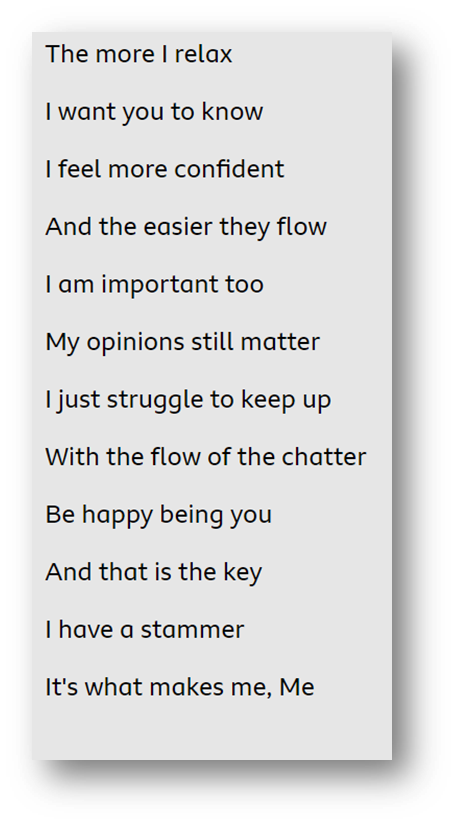 The more I relax
I want you to know
I feel more confident
And the easier they flow
I am important too
My opinions still matter
I just struggle to keep up
With the flow of the chatter
Be happy being you
And that is the key
I have a stammer
It's what makes me, Me